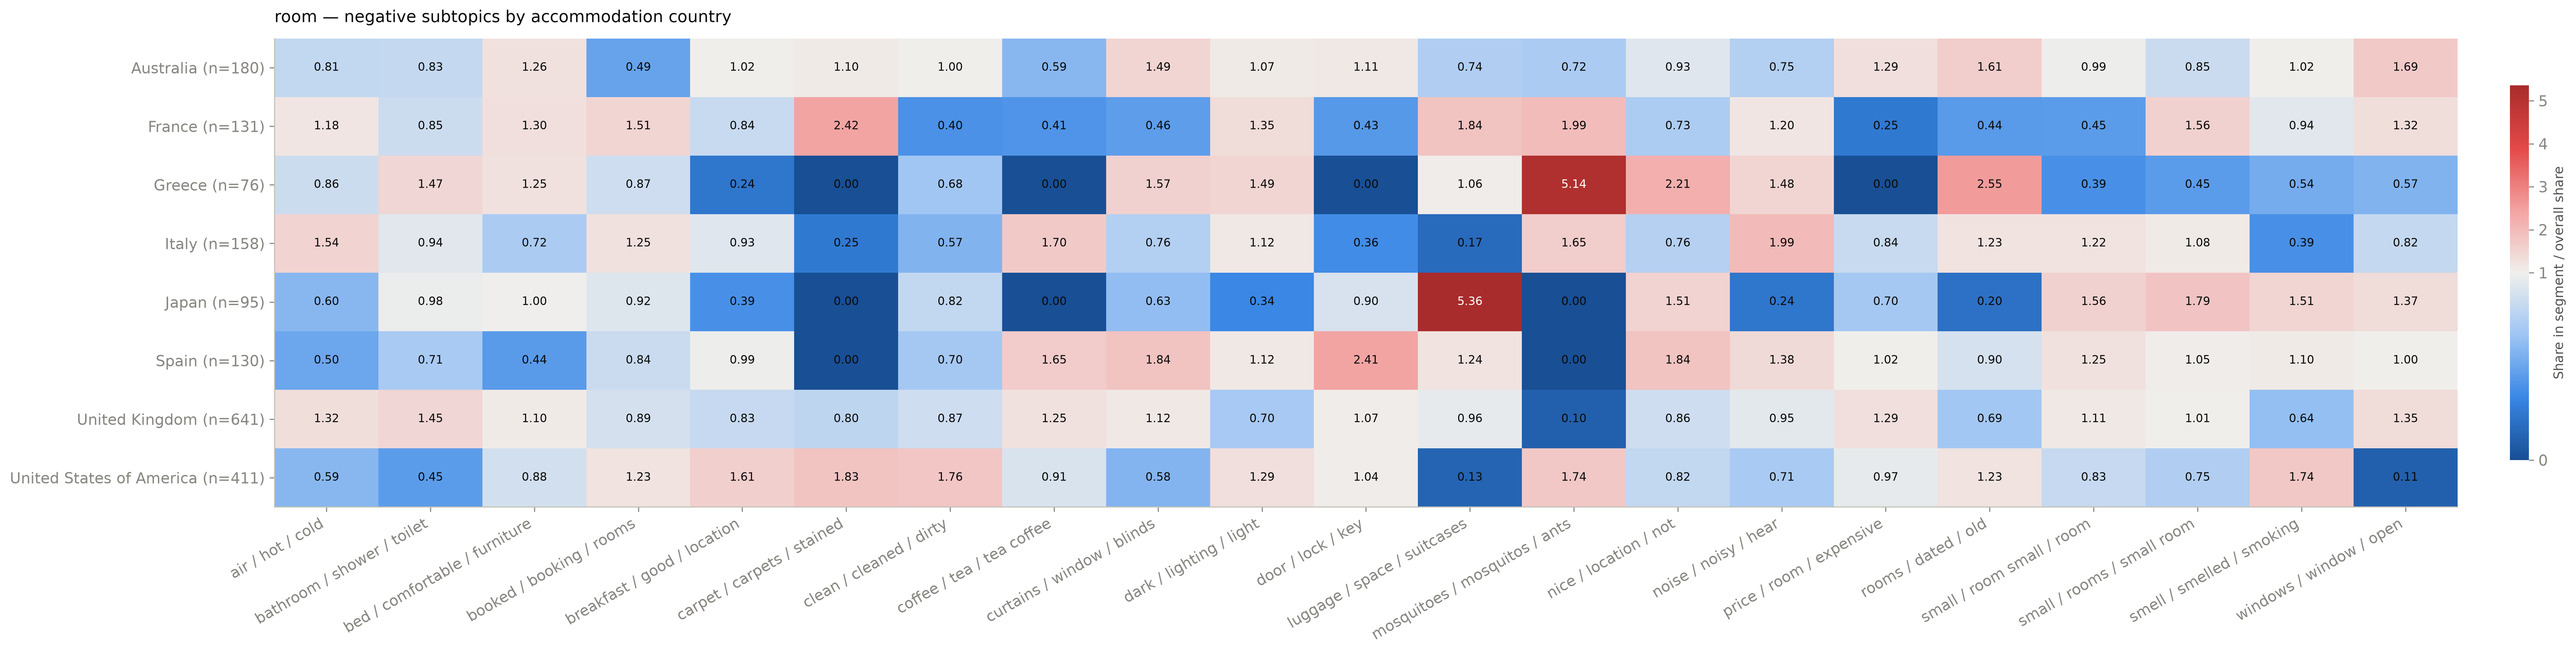 room — negative subtopics by accommodation country
Australia (n=180) 0.81 0.83 1.26 0.49 1.02 1.10 1.00 0.59 1.49 1.07 1.11 0.74 0.72 0.93 0.75 1.29 1.61 0.99 0.85 1.02 1.69
France (n=131) 1.18 0.85 1.30 1.51 0.84 2.42 0.40 0.41 0.46 1.35 0.43 1.84 1.99 0.73 1.20 0.25 0.44 0.45 1.56 0.94 1.32
Greece (n=76) 0.86 1.47 1.25 0.87 0.24 0.00 0.68 0.00 1.57 1.49 0.00 1.06 5.14 2.21 1.48 0.00 2.55 0.39 0.45 0.54 0.57
Italy (n=158) 1.54 0.94 0.72 1.25 0.93 0.25 0.57 1.70 0.76 1.12 0.36 0.17 1.65 0.76 1.99 0.84 1.23 1.22 1.08 0.39 0.82
Japan (n=95) 0.60 0.98 1.00 0.92 0.39 0.00 0.82 0.00 0.63 0.34 0.90 5.36 0.00 1.51 0.24 0.70 0.20 1.56 1.79 1.51 1.37
Spain (n=130) 0.50 0.71 0.44 0.84 0.99 0.00 0.70 1.65 1.84 1.12 2.41 1.24 0.00 1.84 1.38 1.02 0.90 1.25 1.05 1.10 1.00
United Kingdom (n=641) 1.32 1.45 1.10 0.89 0.83 0.80 0.87 1.25 1.12 0.70 1.07 0.96 0.10 0.86 0.95 1.29 0.69 1.11 1.01 0.64 1.35
United States of America (n=411) 0.59 0.45 0.88 1.23 1.61 1.83 1.76 0.91 0.58 1.29 1.04 0.13 1.74 0.82 0.71 0.97 1.23 0.83 0.75 1.74 0.11
air / hot / cold
bathroom / shower / toilet
bed / comfortable / furniture
booked / booking / rooms
breakfast / good / location
carpet / carpets / stained
clean / cleaned / dirty
coffee / tea / tea coffee
curtains / window / blinds
dark / lighting / light
door / lock / key
luggage / space / suitcases
mosquitoes / mosquitos / ants
nice / location / not
noise / noisy / hear
price / room / expensive
rooms / dated / old
small / room small / room
small / rooms / small room
smell / smelled / smoking
windows / window / open
5
4
3
2
1
0
Share in segment / overall share